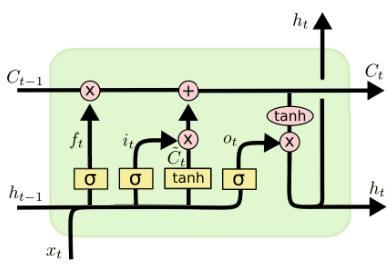 h_t
C_{t-1} x + C_t
tanh
f_t i_t x o_t x
C̃_t
σ σ tanh σ
h_{t-1} h_t
x_t